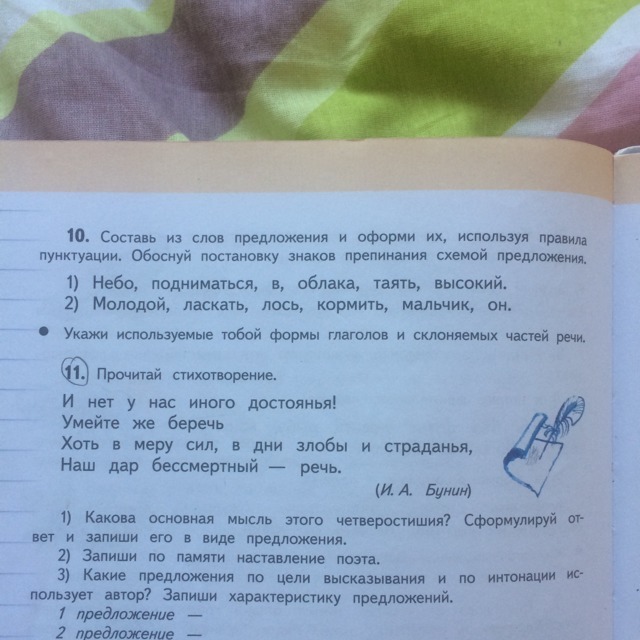 10. Составь из слов предложения и оформи их, используя правила
пунктуации. Обоснуй постановку знаков препинания схемой предложения.
1) Небо, подниматься, в, облака, таять, высокий.
2) Молодой, ласкать, лось, кормить, мальчик, он.
● Укажи используемые тобой формы глаголов и склоняемых частей речи.
11. Прочитай стихотворение.
И нет у нас иного достоянья!
Умейте же беречь
Хоть в меру сил, в дни злобы и страданья,
Наш дар бессмертный — речь.
(И. А. Бунин)
1) Какова основная мысль этого четверостишия? Сформулируй от-
вет и запиши его в виде предложения.
2) Запиши по памяти наставление поэта.
3) Какие предложения по цели высказывания и по интонации ис-
пользует автор? Запиши характеристику предложений.
1 предложение —
2 предложение —